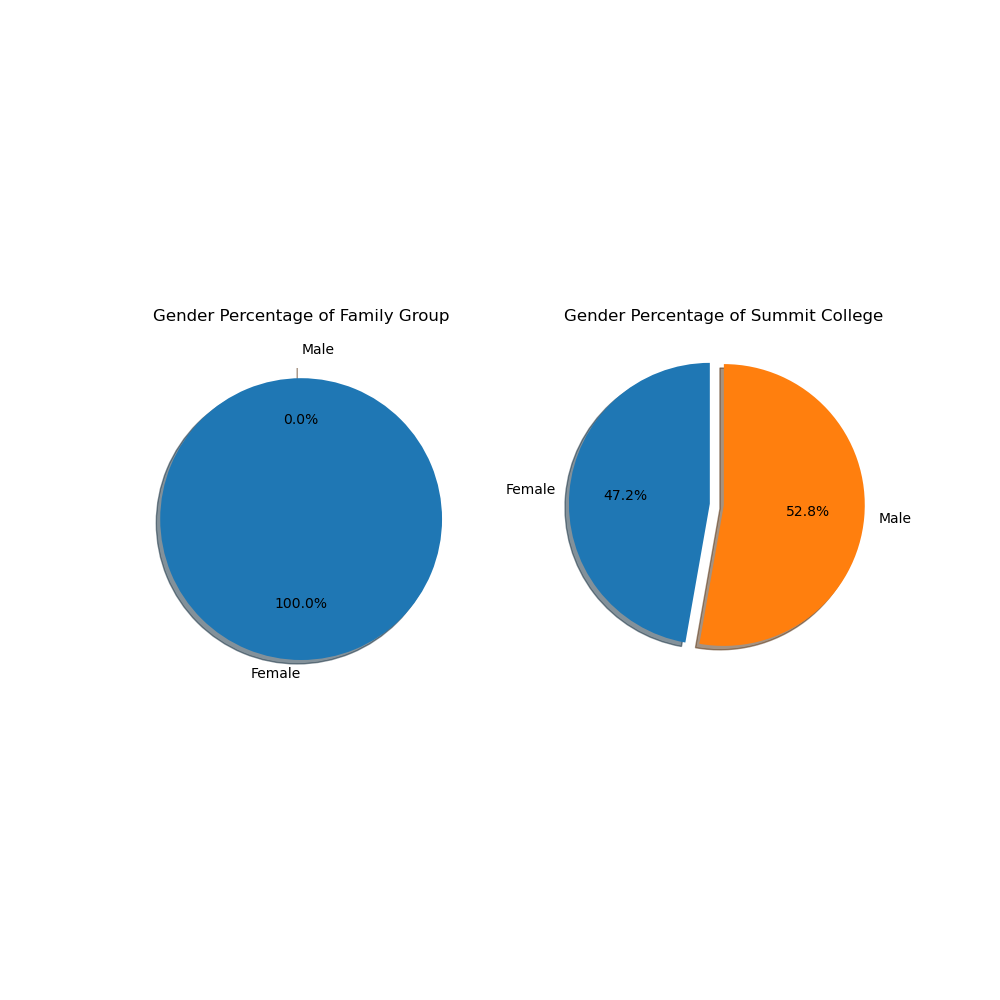 Gender Percentage of Family Group
Male
0.0%
100.0%
Female
Gender Percentage of Summit College
Female
47.2%
52.8%
Male